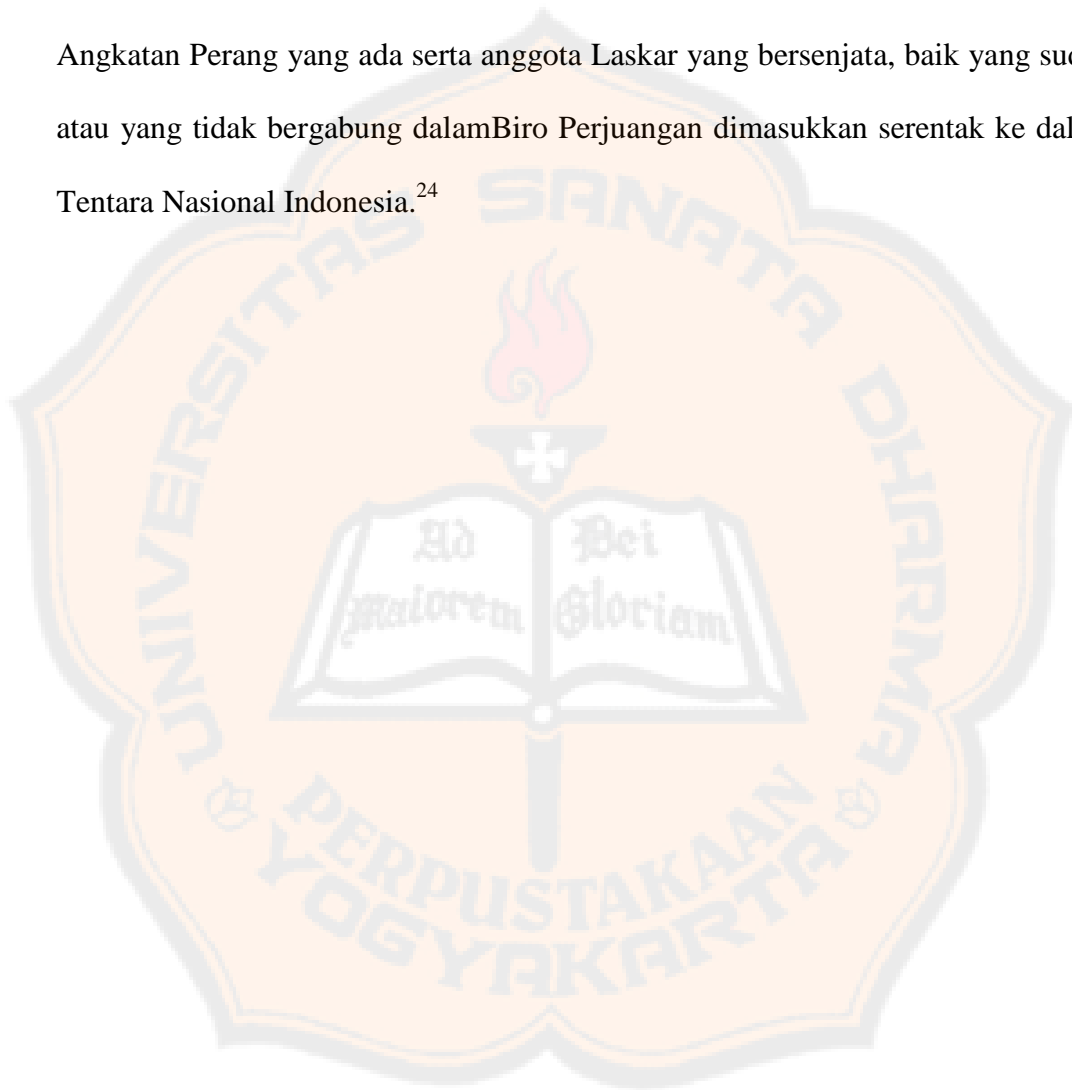 Angkatan Perang yang ada serta anggota Laskar yang bersenjata, baik yang
atau yang tidak bergabung dalamBiro Perjuangan dimasukkan serentak ke
Tentara Nasional Indonesia.24
UNIVERSITAS SANATA DHARMA
Ad Dei
Maiorem Gloriam
PERPUSTAKAAN
YOGYAKARTA